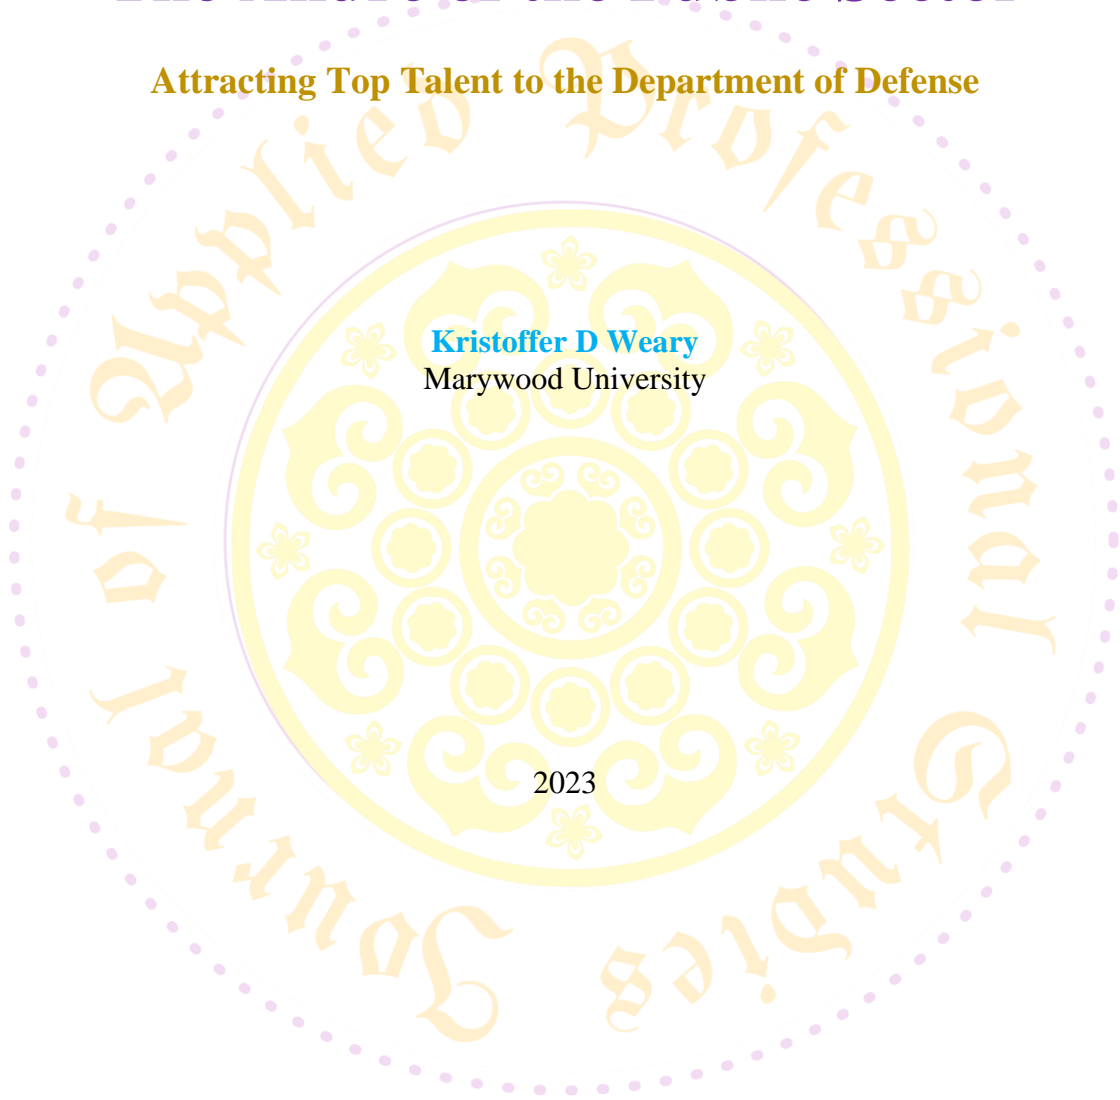 Attracting Top Talent to the Department of Defense
Kristoffer D Weary
Marywood University
2023
Journal of Applied Professional Studies